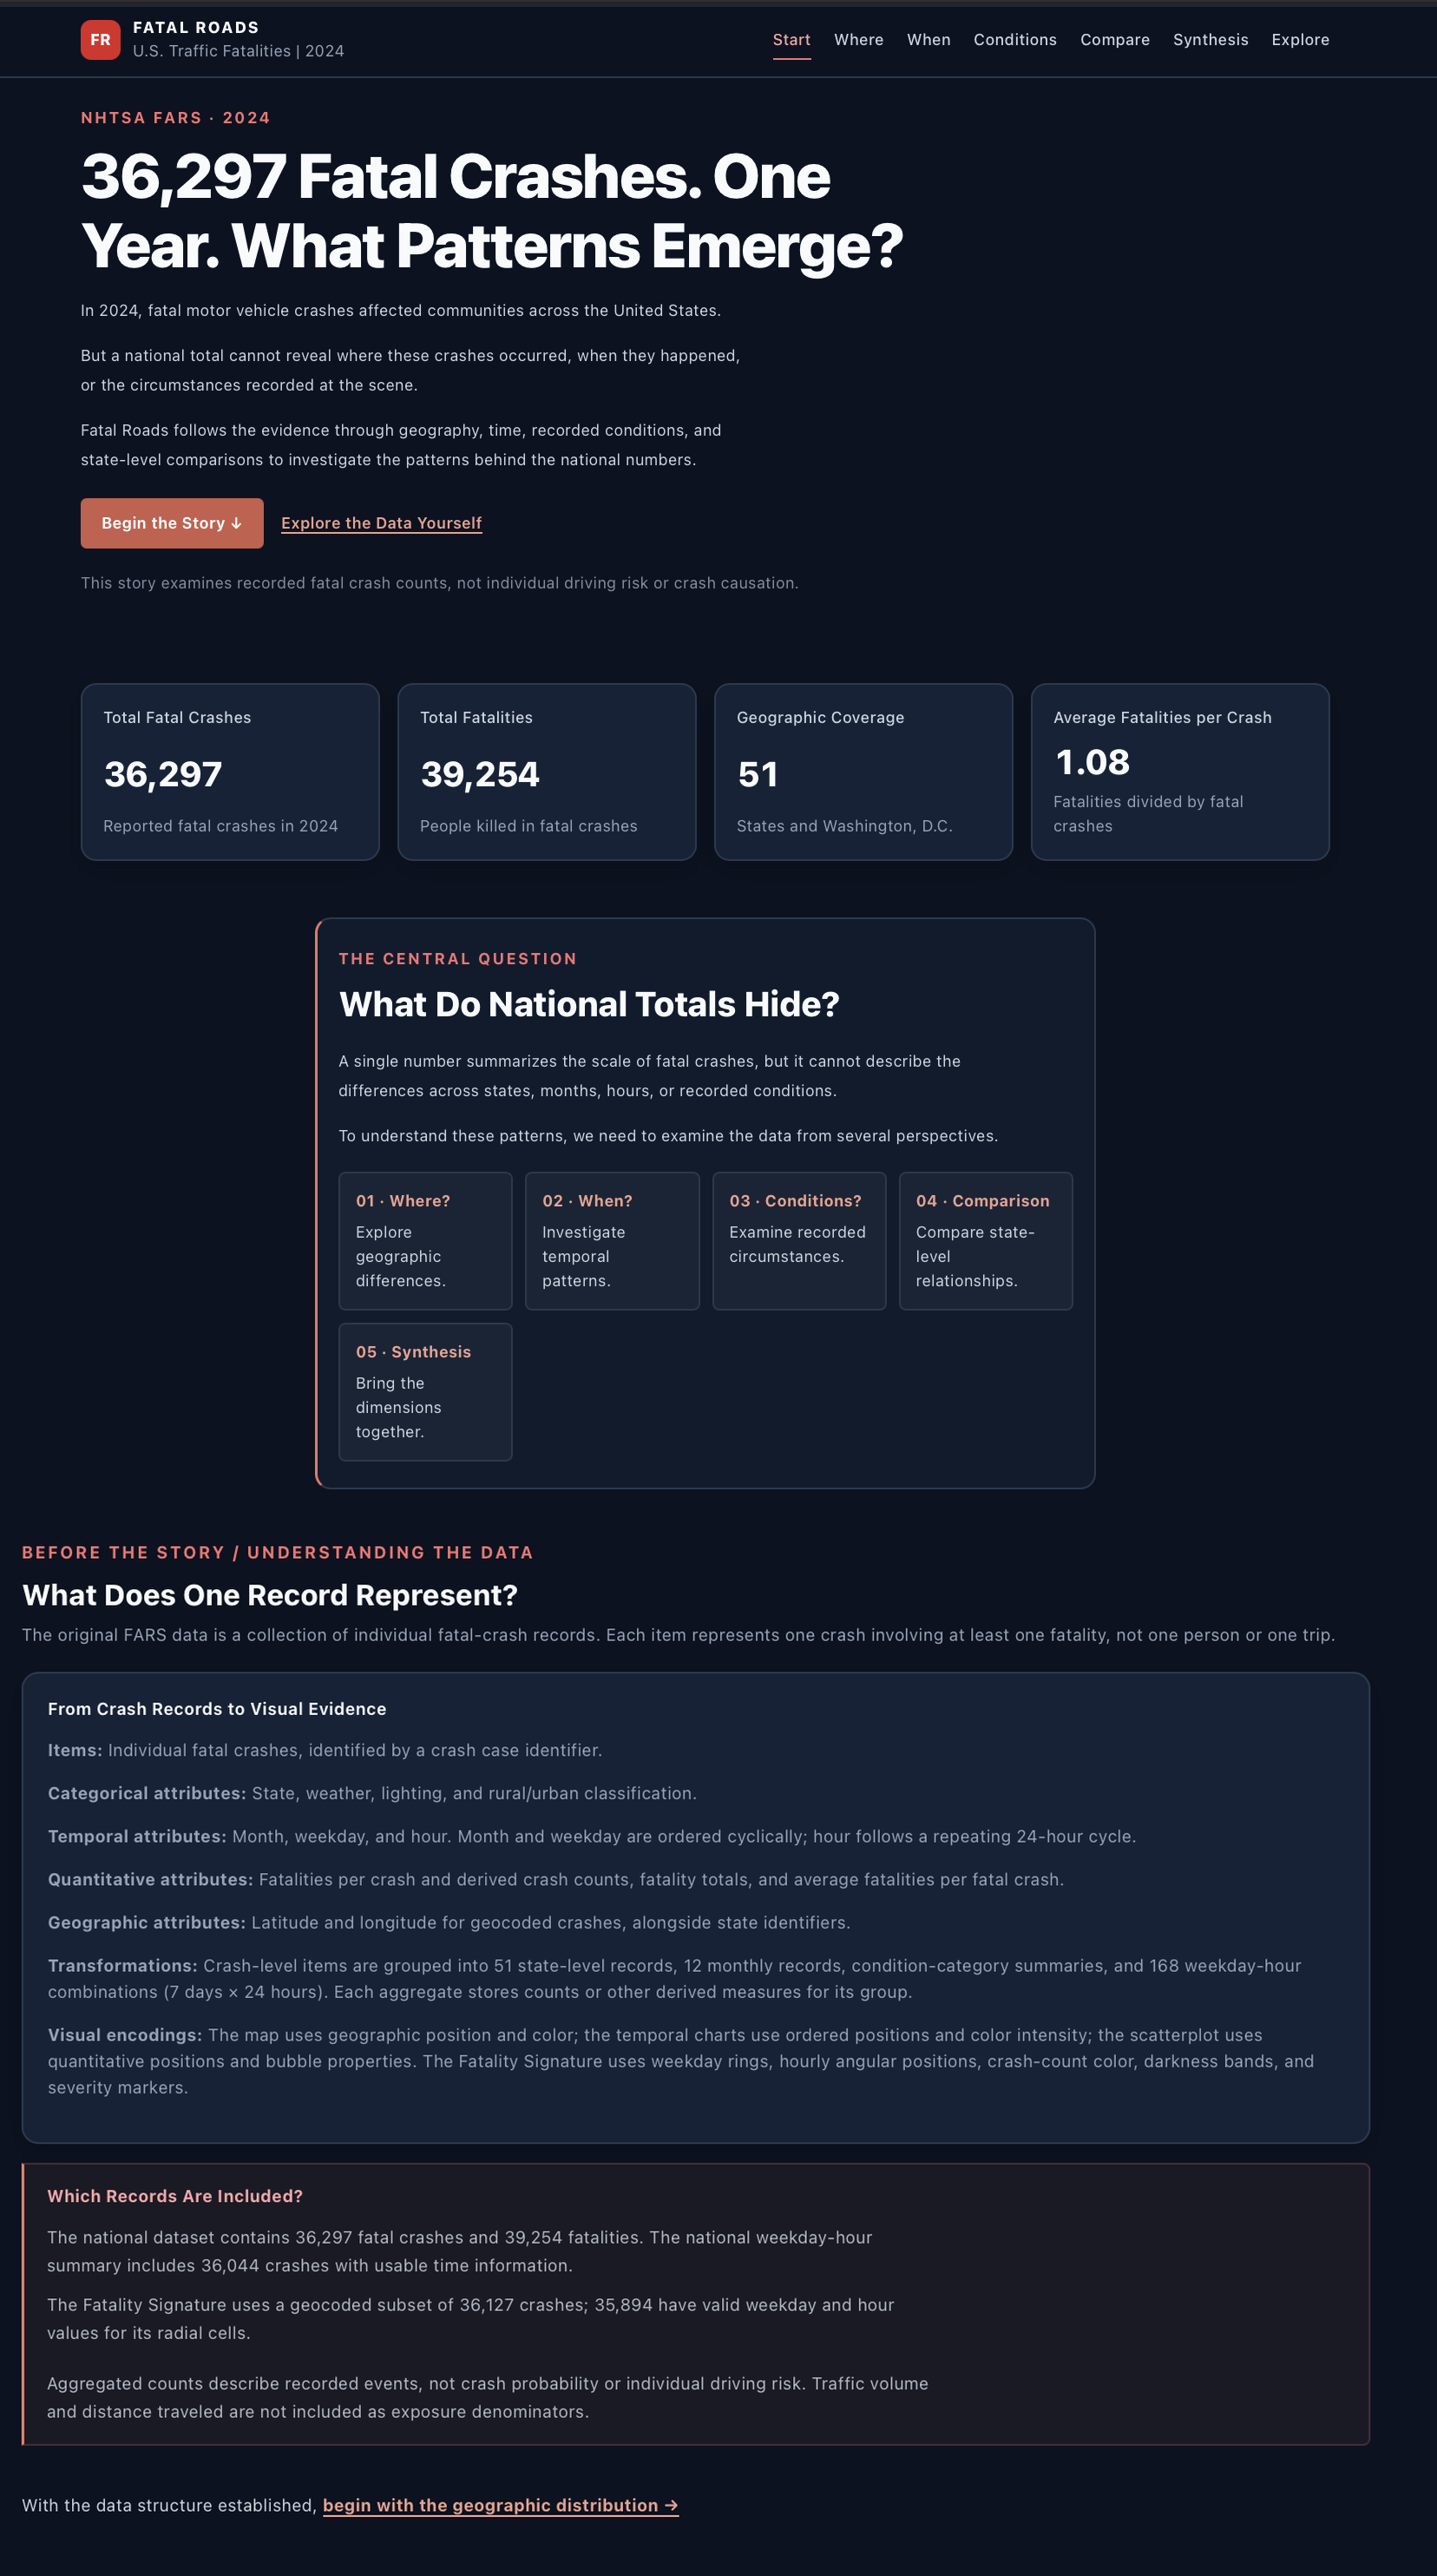 FR
FATAL ROADS
U.S. Traffic Fatalities | 2024
Start Where When Conditions Compare Synthesis Explore
NHTSA FARS · 2024
36,297 Fatal Crashes. One
Year. What Patterns Emerge?
In 2024, fatal motor vehicle crashes affected communities across the United States.
But a national total cannot reveal where these crashes occurred, when they happened,
or the circumstances recorded at the scene.
Fatal Roads follows the evidence through geography, time, recorded conditions, and
state-level comparisons to investigate the patterns behind the national numbers.
Begin the Story ↓ Explore the Data Yourself
This story examines recorded fatal crash counts, not individual driving risk or crash causation.
Total Fatal Crashes
36,297
Reported fatal crashes in 2024
Total Fatalities
39,254
People killed in fatal crashes
Geographic Coverage
51
States and Washington, D.C.
Average Fatalities per Crash
1.08
Fatalities divided by fatal
crashes
THE CENTRAL QUESTION
What Do National Totals Hide?
A single number summarizes the scale of fatal crashes, but it cannot describe the
differences across states, months, hours, or recorded conditions.
To understand these patterns, we need to examine the data from several perspectives.
01 · Where?
Explore
geographic
differences.
02 · When?
Investigate
temporal
patterns.
03 · Conditions?
Examine recorded
circumstances.
04 · Comparison
Compare state-
level
relationships.
05 · Synthesis
Bring the
dimensions
together.
BEFORE THE STORY / UNDERSTANDING THE DATA
What Does One Record Represent?
The original FARS data is a collection of individual fatal-crash records. Each item represents one crash involving at least one fatality, not one person or one trip.
From Crash Records to Visual Evidence
Items: Individual fatal crashes, identified by a crash case identifier.
Categorical attributes: State, weather, lighting, and rural/urban classification.
Temporal attributes: Month, weekday, and hour. Month and weekday are ordered cyclically; hour follows a repeating 24-hour cycle.
Quantitative attributes: Fatalities per crash and derived crash counts, fatality totals, and average fatalities per fatal crash.
Geographic attributes: Latitude and longitude for geocoded crashes, alongside state identifiers.
Transformations: Crash-level items are grouped into 51 state-level records, 12 monthly records, condition-category summaries, and 168 weekday-hour
combinations (7 days × 24 hours). Each aggregate stores counts or other derived measures for its group.
Visual encodings: The map uses geographic position and color; the temporal charts use ordered positions and color intensity; the scatterplot uses
quantitative positions and bubble properties. The Fatality Signature uses weekday rings, hourly angular positions, crash-count color, darkness bands, and
severity markers.
Which Records Are Included?
The national dataset contains 36,297 fatal crashes and 39,254 fatalities. The national weekday-hour
summary includes 36,044 crashes with usable time information.
The Fatality Signature uses a geocoded subset of 36,127 crashes; 35,894 have valid weekday and hour
values for its radial cells.
Aggregated counts describe recorded events, not crash probability or individual driving risk. Traffic volume
and distance traveled are not included as exposure denominators.
With the data structure established, begin with the geographic distribution →